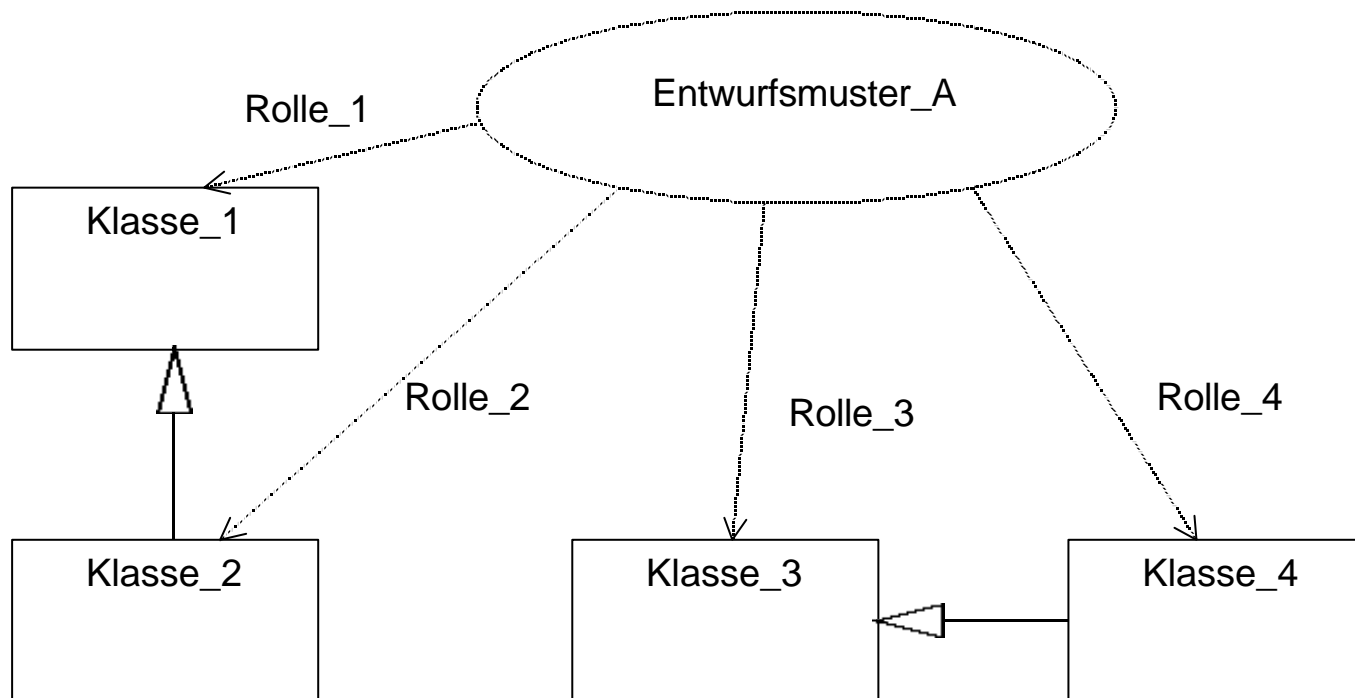 Entwurfsmuster_A
Rolle_1
Klasse_1
Rolle_2
Rolle_3
Rolle_4
Klasse_2
Klasse_3
Klasse_4